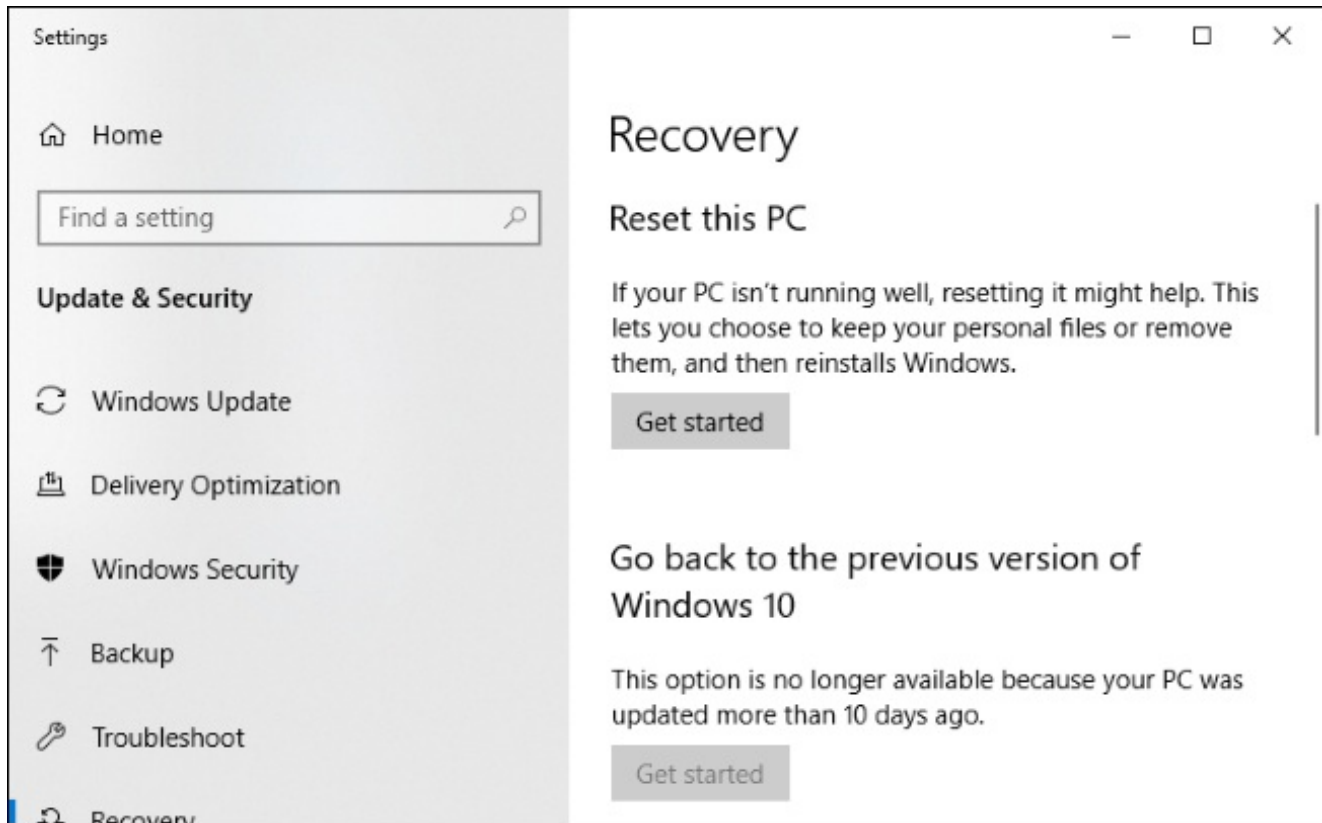 Settings
Home
Find a setting
Update & Security
Windows Update
Delivery Optimization
Windows Security
Backup
Troubleshoot
Recovery
Recovery
Reset this PC
If your PC isn't running well, resetting it might help. This
lets you choose to keep your personal files or remove
them, and then reinstalls Windows.
Get started
Go back to the previous version of
Windows 10
This option is no longer available because your PC was
updated more than 10 days ago.
Get started